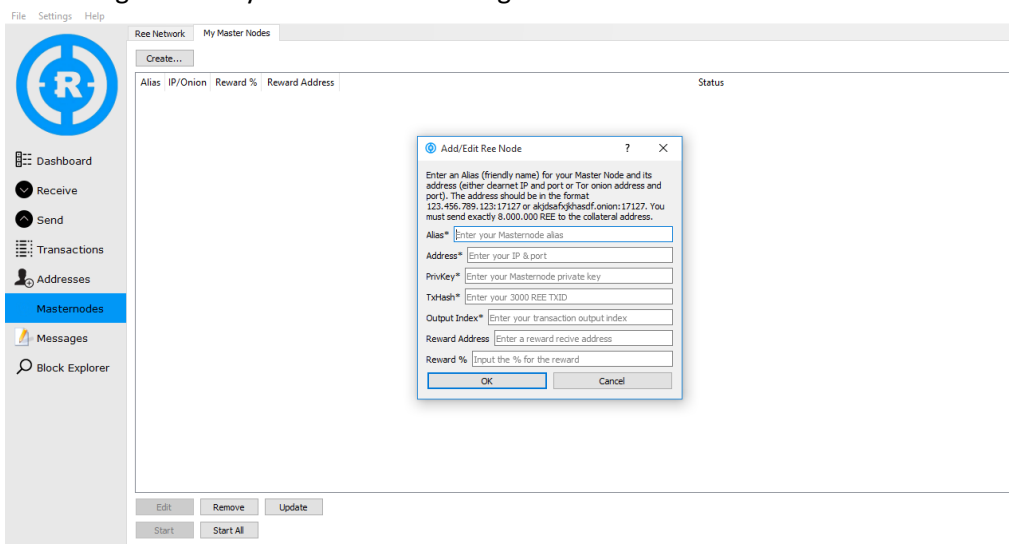 File Settings Help
Ree Network My Master Nodes
Create...
Alias IP/Onion Reward % Reward Address Status
R
Dashboard
Receive
Send
Transactions
Addresses
Masternodes
Messages
Block Explorer
Add/Edit Ree Node ? X
Enter an Alias (friendly name) for your Master Node and its
address (either clearnet IP and port or Tor onion address and
port). The address should be in the format
123.456.789.123:17127 or akjdsafxjkhasdf.onion:17127. You
must send exactly 8.000.000 REE to the collateral address.
Alias* Enter your Masternode alias
Address* Enter your IP & port
PrivKey* Enter your Masternode private key
TxHash* Enter your 3000 REE TXID
Output Index* Enter your transaction output index
Reward Address Enter a reward recive address
Reward % Input the % for the reward
OK Cancel
Edit Remove Update
Start Start All